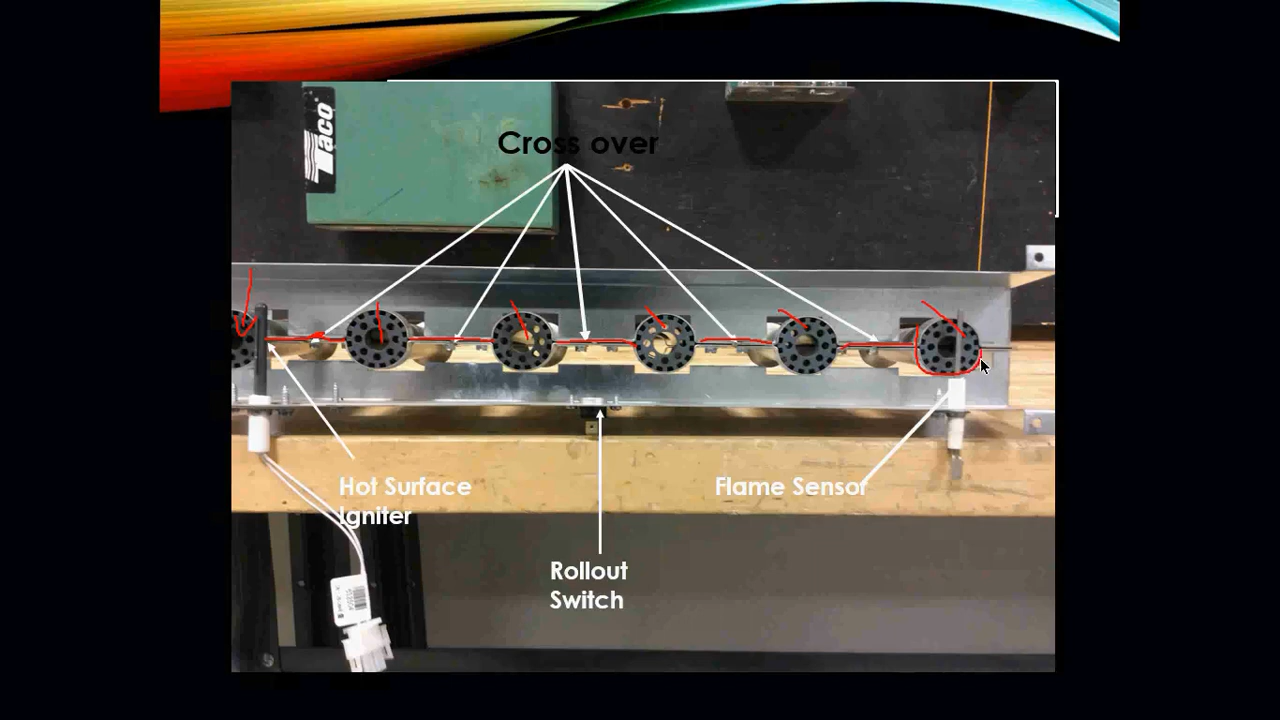 Taco
Cross over
Hot Surface
Igniter
Flame Sensor
Rollout
Switch